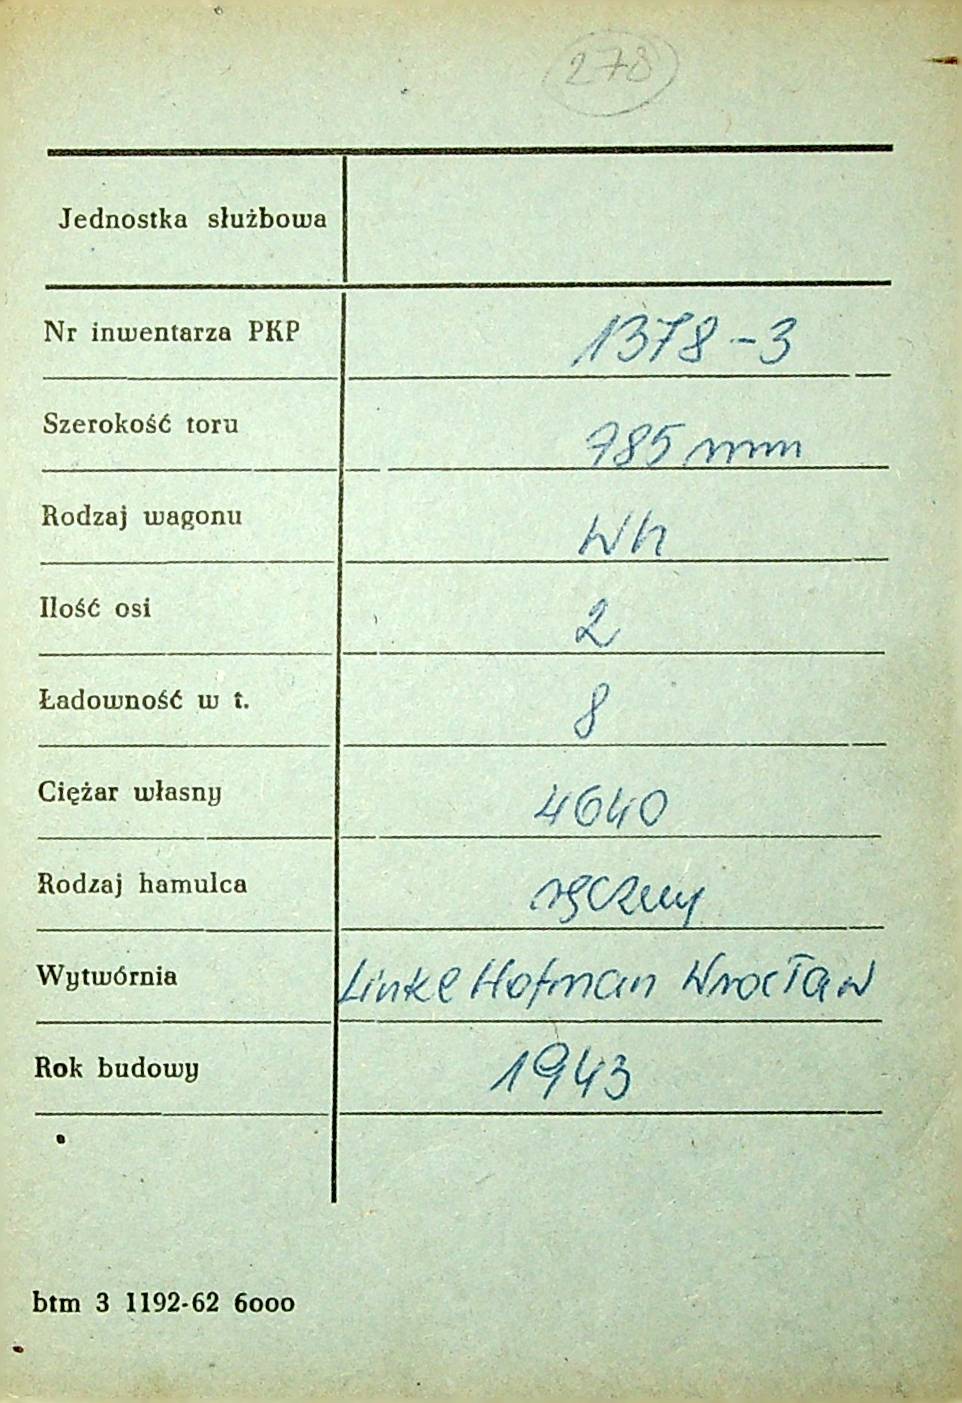 278
Jednostka służbowa
Nr inwentarza PKP 1378-3
Szerokość toru 785 mm
Rodzaj wagonu Wh
Ilość osi 2
Ładowność w t. 8
Ciężar własny 4640
Rodzaj hamulca ręczny
Wytwórnia Linke Hofman Wrocław
Rok budowy 1943
btm 3 1192-62 6000